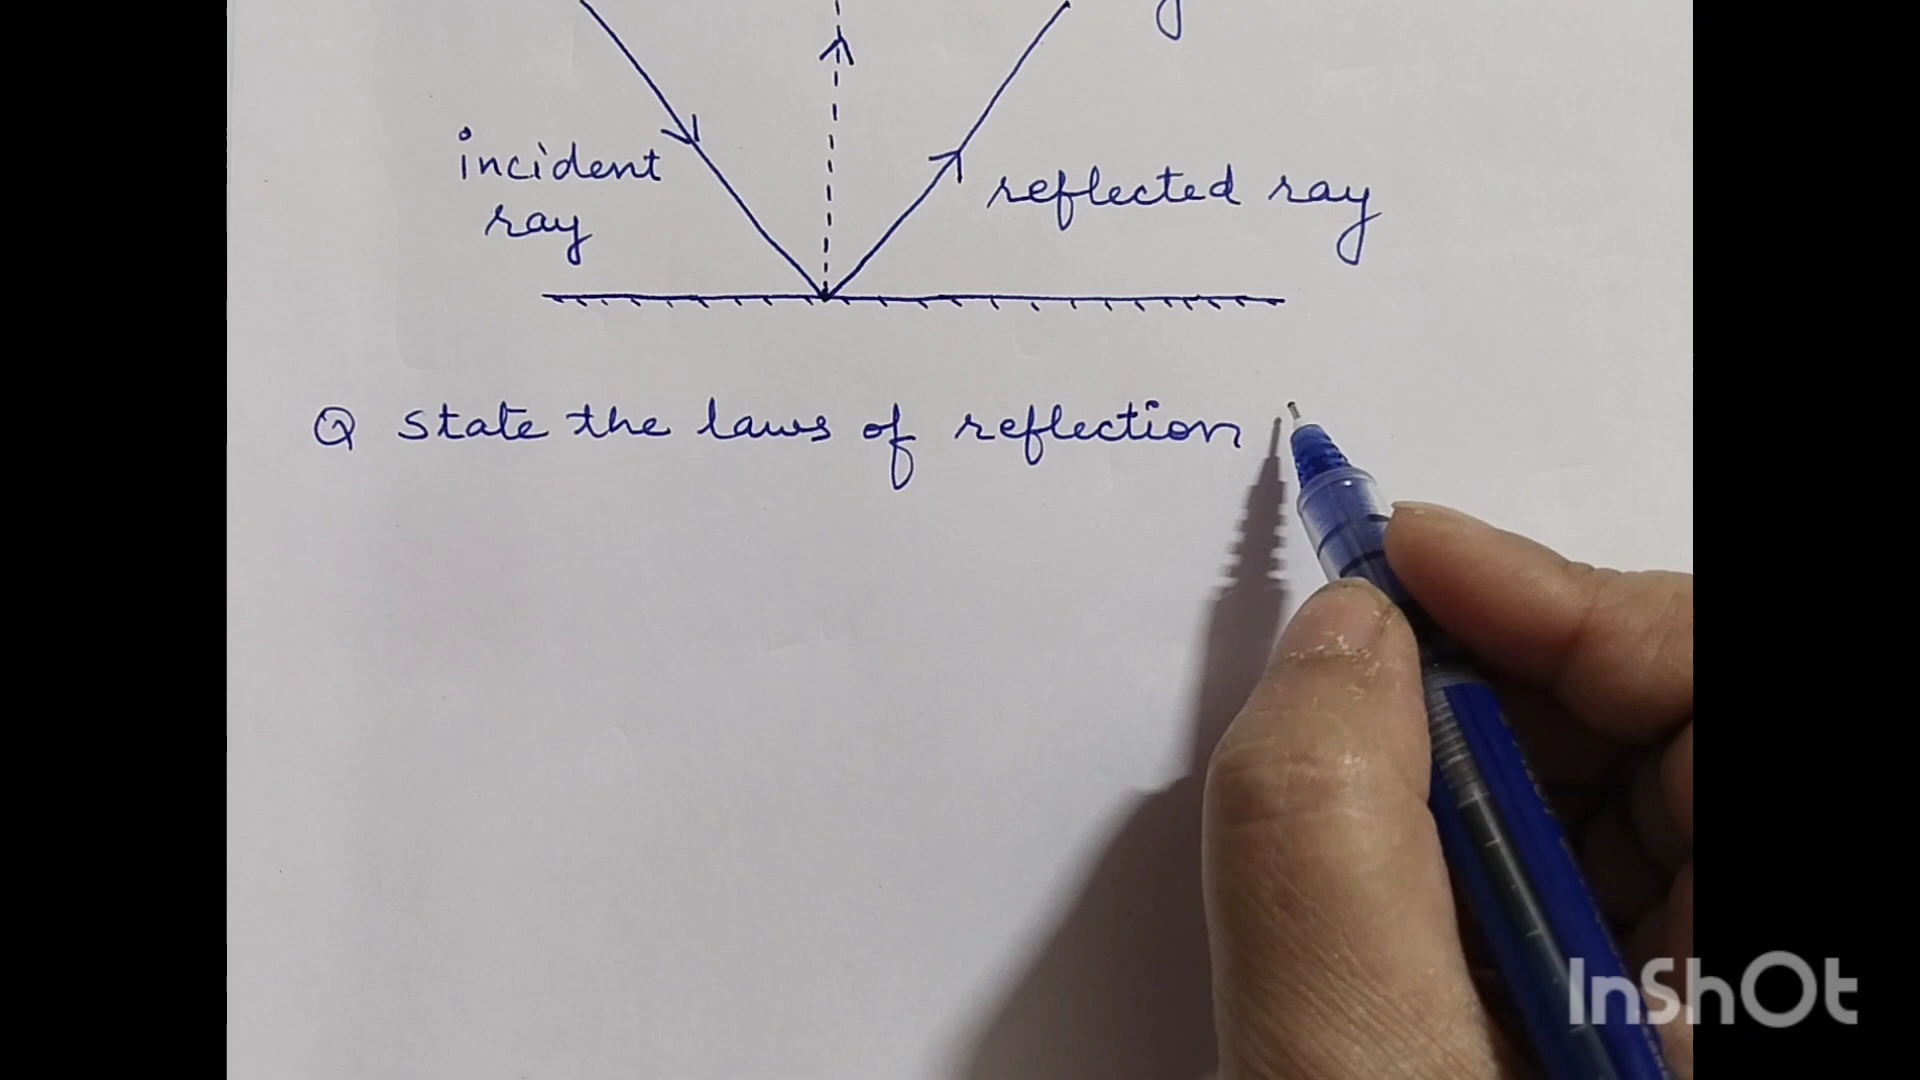 incident
ray
reflected ray
Q state the laws of reflection
InShOt